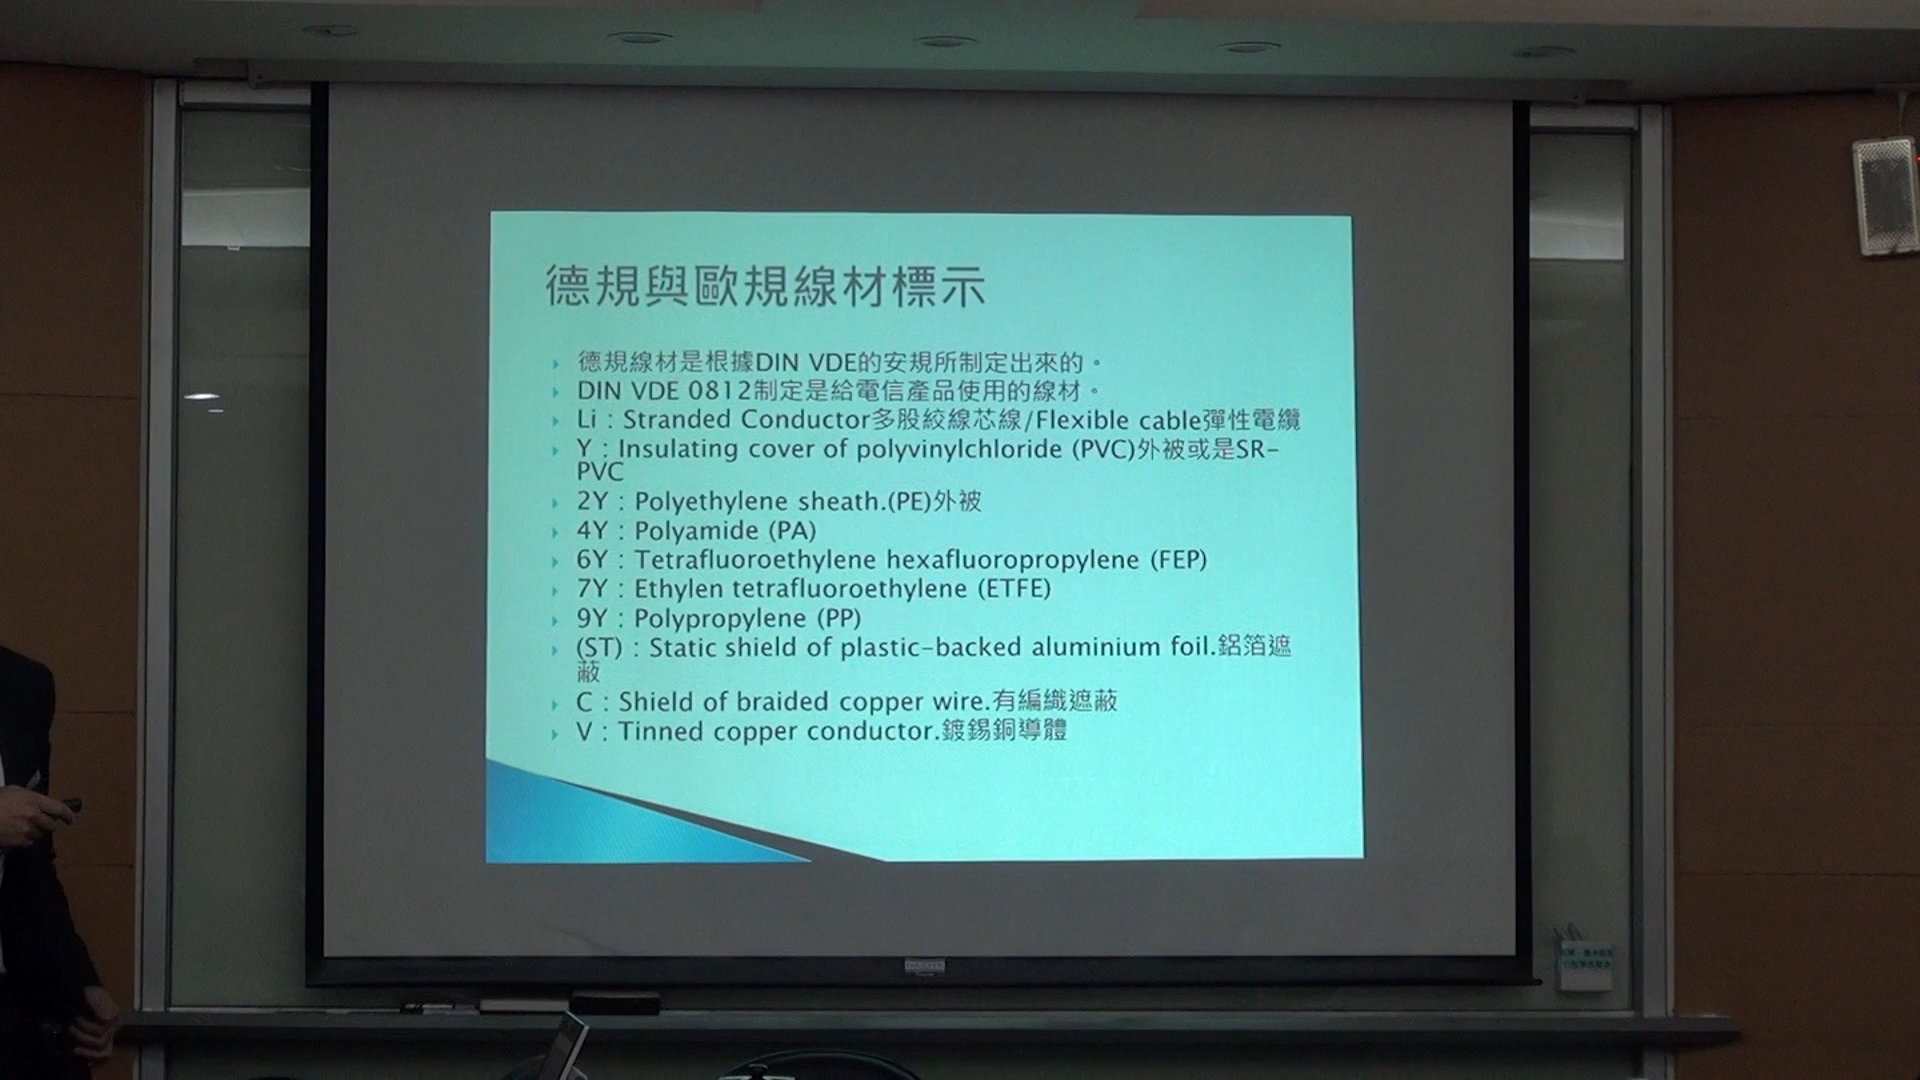 德規與歐規線材標示
德規線材是根據DIN VDE的安規所制定出來的。
DIN VDE 0812制定是給電信產品使用的線材。
Li : Stranded Conductor多股絞線芯線/Flexible cable彈性電纜
Y : Insulating cover of polyvinylchloride (PVC)外被或是SR-
PVC
2Y : Polyethylene sheath.(PE)外被
4Y : Polyamide (PA)
6Y : Tetrafluoroethylene hexafluoropropylene (FEP)
7Y : Ethylen tetrafluoroethylene (ETFE)
9Y : Polypropylene (PP)
(ST) : Static shield of plastic-backed aluminium foil.鋁箔遮
蔽
C : Shield of braided copper wire.有編織遮蔽
V : Tinned copper conductor.鍍錫銅導體